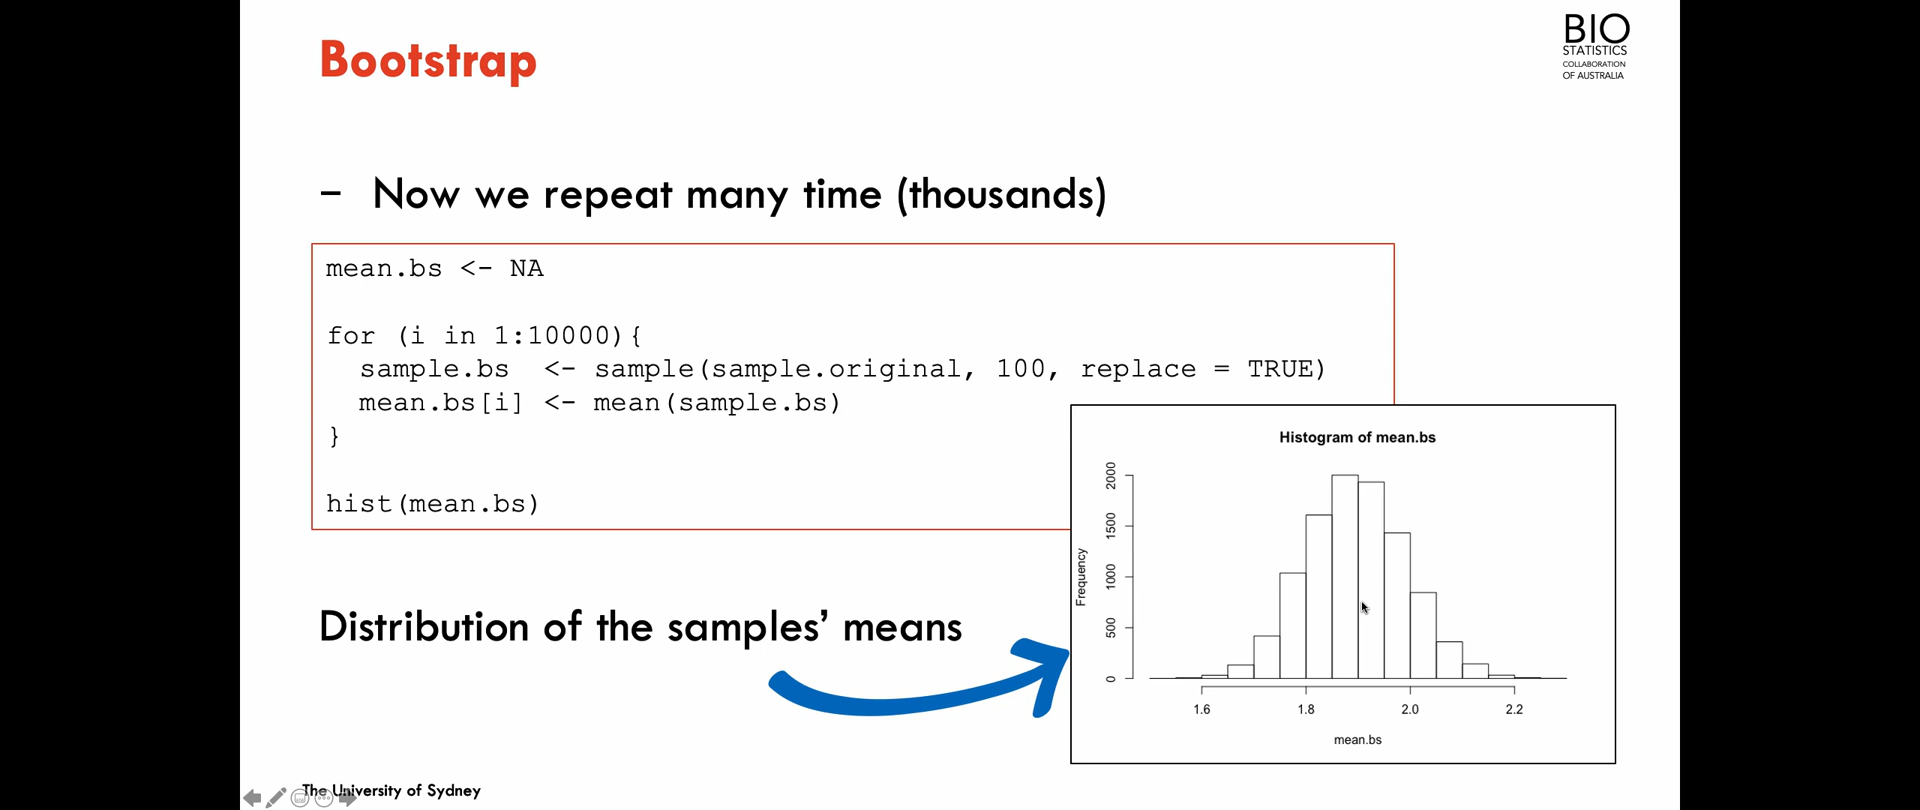 Bootstrap
BIO
STATISTICS
COLLABORATION
OF AUSTRALIA
– Now we repeat many time (thousands)
mean.bs <- NA
for (i in 1:10000){
sample.bs <- sample(sample.original, 100, replace = TRUE)
mean.bs[i] <- mean(sample.bs)
}
hist(mean.bs)
Distribution of the samples’ means
Histogram of mean.bs
Frequency
2000
1500
1000
500
0
1.6 1.8 2.0 2.2
mean.bs
The University of Sydney